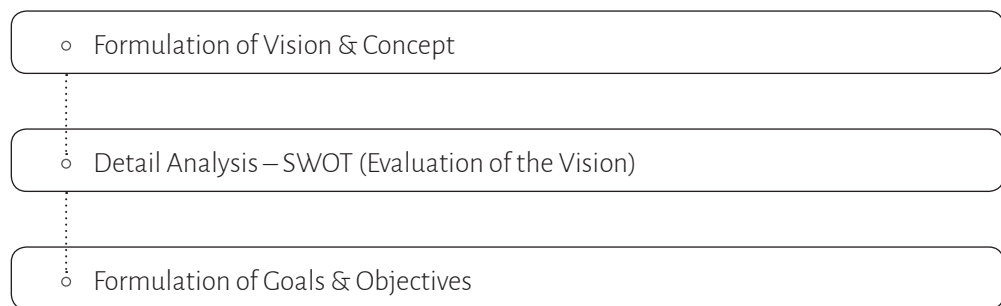 Formulation of Vision & Concept
Detail Analysis – SWOT (Evaluation of the Vision)
Formulation of Goals & Objectives